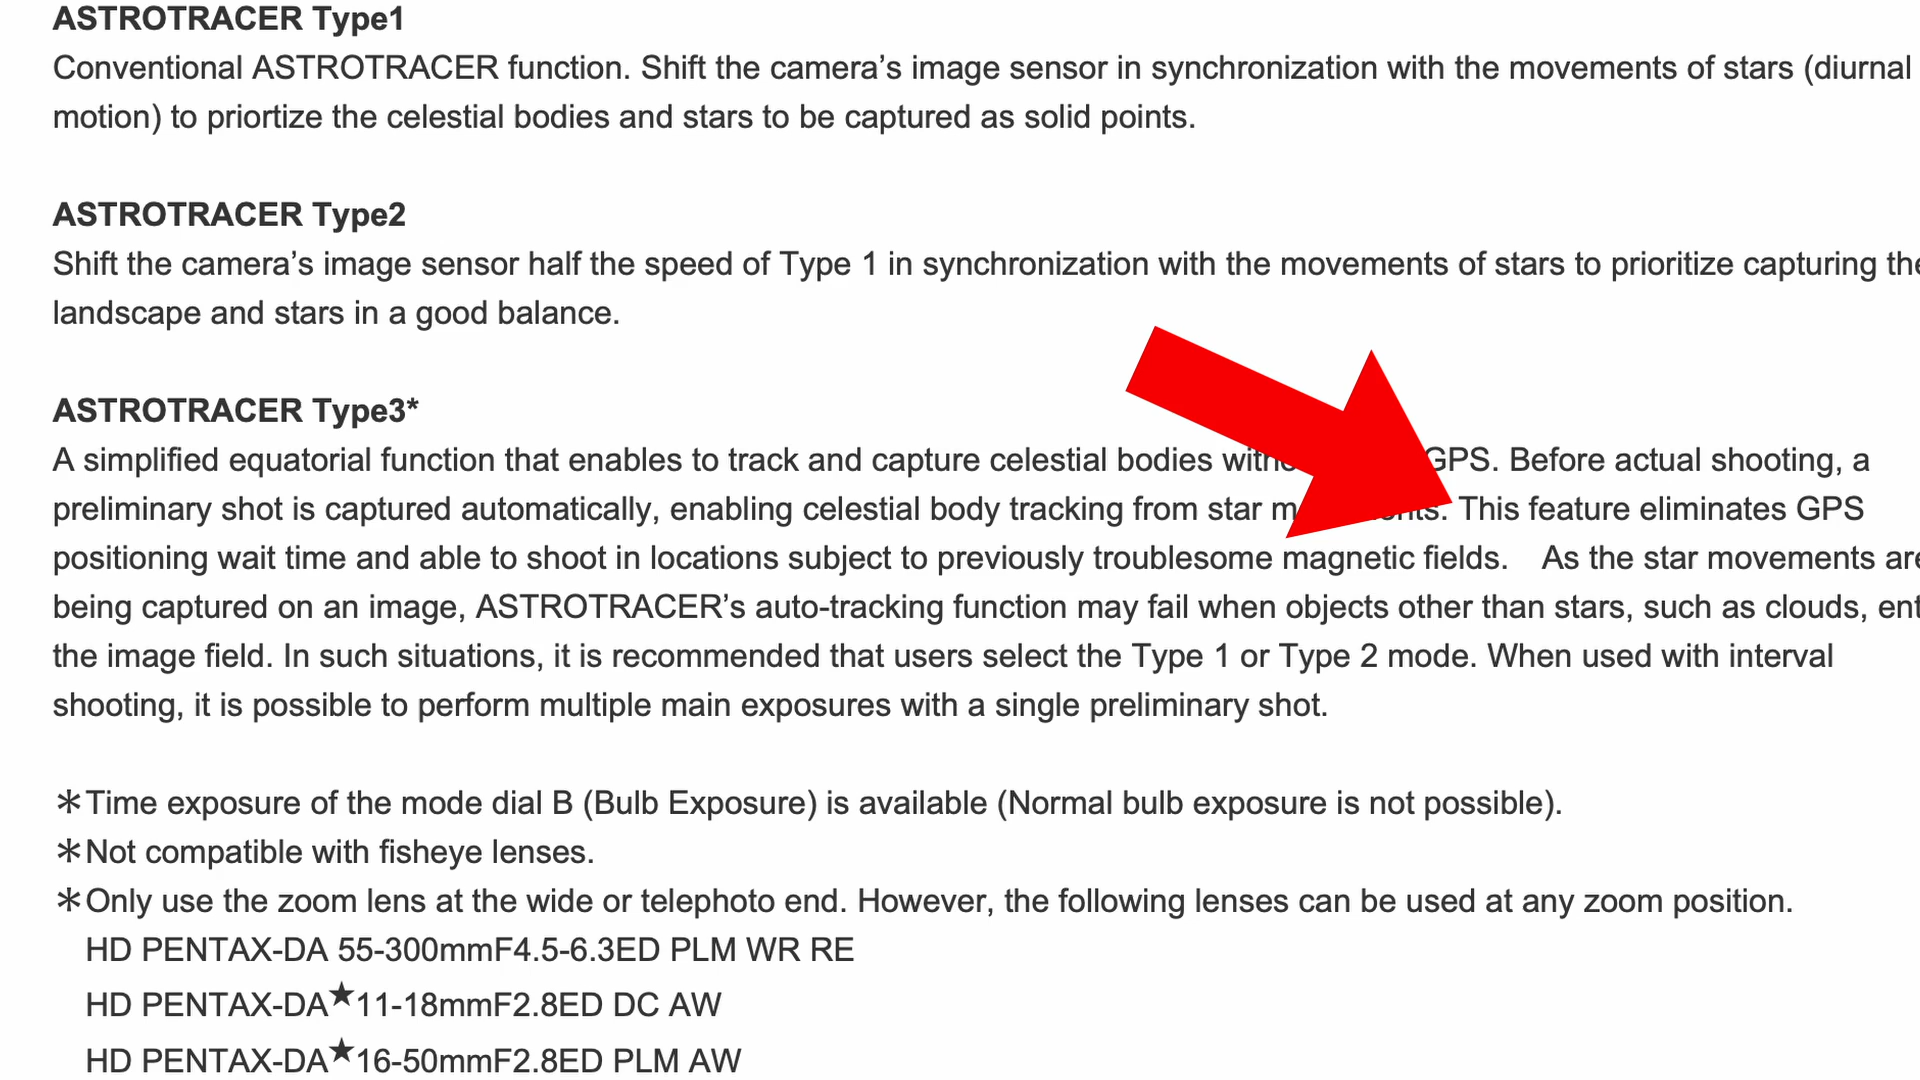 ASTROTRACER Type1
Conventional ASTROTRACER function. Shift the camera’s image sensor in synchronization with the movements of stars (diurnal
motion) to priortize the celestial bodies and stars to be captured as solid points.
ASTROTRACER Type2
Shift the camera’s image sensor half the speed of Type 1 in synchronization with the movements of stars to prioritize capturing the
landscape and stars in a good balance.
ASTROTRACER Type3*
A simplified equatorial function that enables to track and capture celestial bodies GPS. Before actual shooting, a
preliminary shot is captured automatically, enabling celestial body tracking from star This feature eliminates GPS
positioning wait time and able to shoot in locations subject to previously troublesome magnetic fields. As the star movements are
being captured on an image, ASTROTRACER’s auto-tracking function may fail when objects other than stars, such as clouds, ent
the image field. In such situations, it is recommended that users select the Type 1 or Type 2 mode. When used with interval
shooting, it is possible to perform multiple main exposures with a single preliminary shot.
＊Time exposure of the mode dial B (Bulb Exposure) is available (Normal bulb exposure is not possible).
＊Not compatible with fisheye lenses.
＊Only use the zoom lens at the wide or telephoto end. However, the following lenses can be used at any zoom position.
HD PENTAX-DA 55-300mmF4.5-6.3ED PLM WR RE
HD PENTAX-DA★11-18mmF2.8ED DC AW
HD PENTAX-DA★16-50mmF2.8ED PLM AW